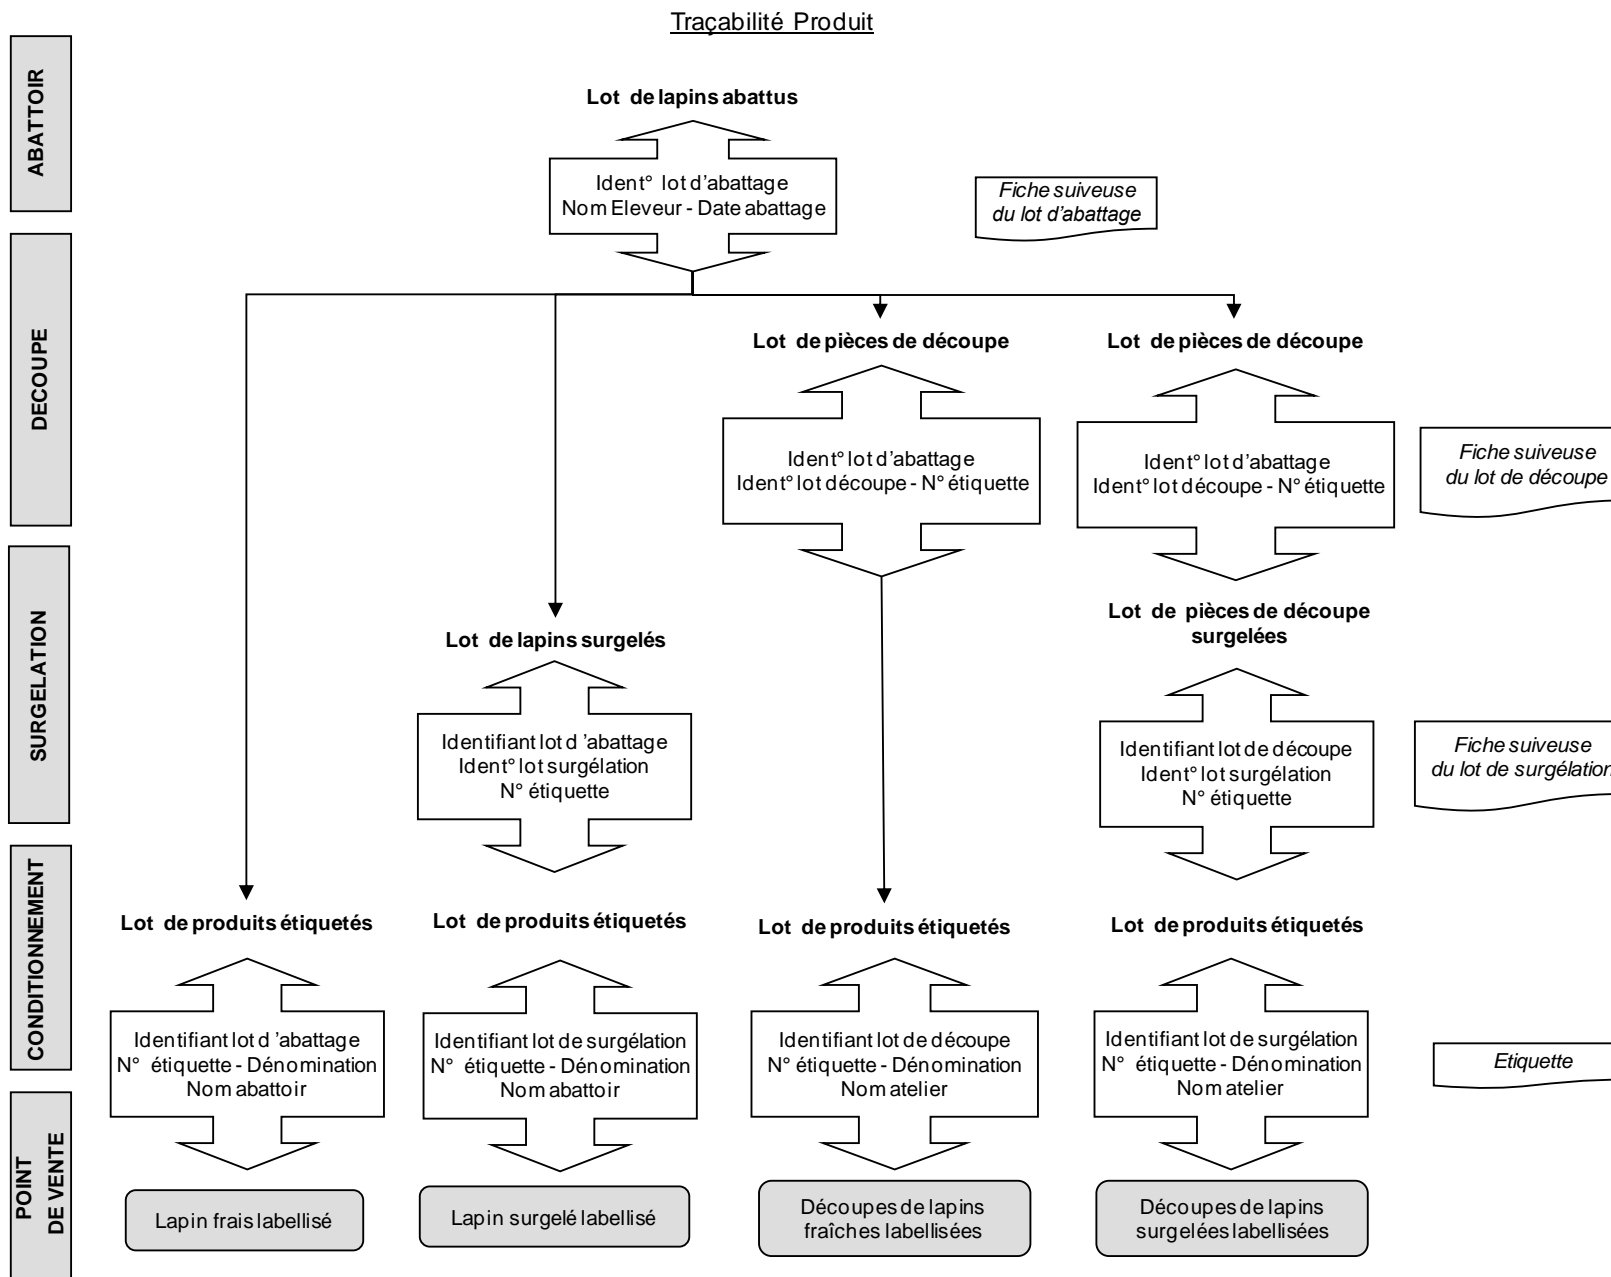 Traçabilité Produit
ABATTOIR
Lot de lapins abattus
Ident° lot d'abattage
Nom Eleveur - Date abattage
Fiche suiveuse
du lot d'abattage
DECOUPE
Lot de pièces de découpe
Ident° lot d'abattage
Ident° lot découpe - N° étiquette
Lot de pièces de découpe
Ident° lot d'abattage
Ident° lot découpe - N° étiquette
Fiche suiveuse
du lot de découpe
SURGELATION
Lot de lapins surgelés
Identifiant lot d 'abattage
Ident° lot surgélation
N° étiquette
Lot de pièces de découpe
surgelées
Identifiant lot de découpe
Ident° lot surgélation
N° étiquette
Fiche suiveuse
du lot de surgélation
CONDITIONNEMENT
Lot de produits étiquetés
Identifiant lot d 'abattage
N° étiquette - Dénomination
Nom abattoir
Lot de produits étiquetés
Identifiant lot de surgélation
N° étiquette - Dénomination
Nom abattoir
Lot de produits étiquetés
Identifiant lot de découpe
N° étiquette - Dénomination
Nom atelier
Lot de produits étiquetés
Identifiant lot de surgélation
N° étiquette - Dénomination
Nom atelier
Etiquette
POINT
DE VENTE
Lapin frais labellisé
Lapin surgelé labellisé
Découpes de lapins
fraîches labellisées
Découpes de lapins
surgelées labellisées